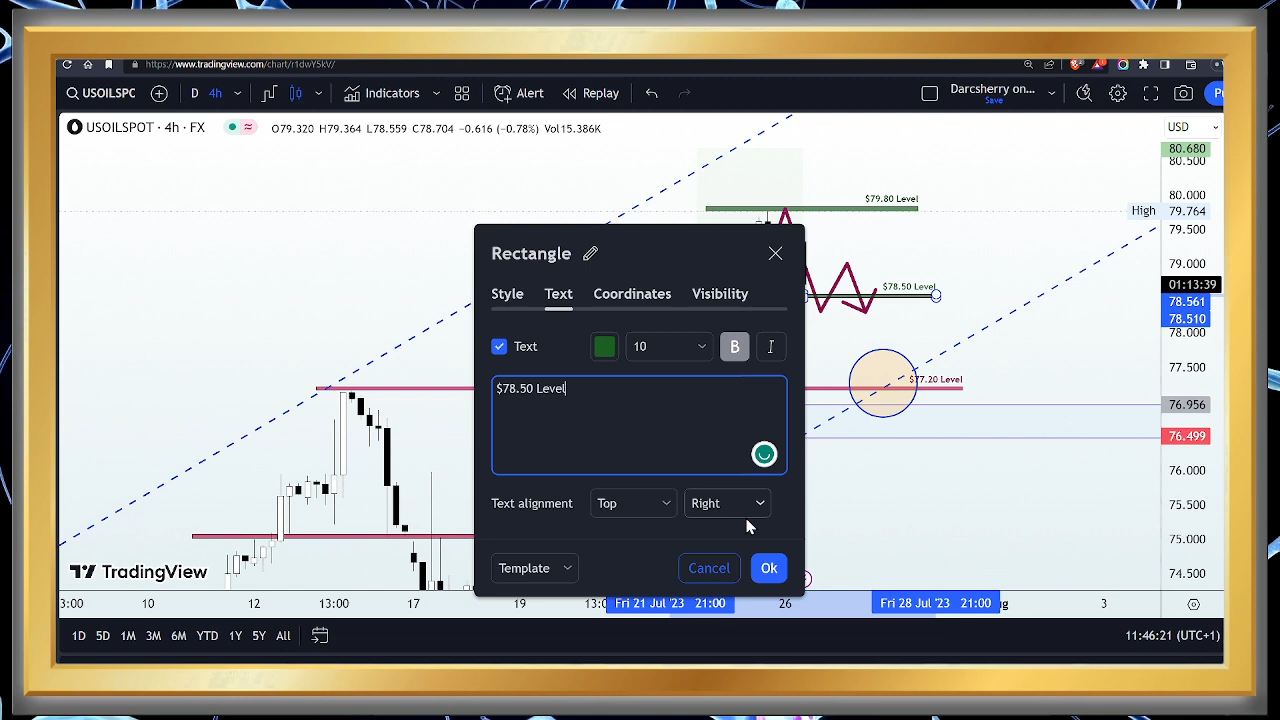 https://www.tradingview.com/chart/r1dwY5kV/
USOILSPC D 4h Indicators Alert Replay Darcsherry on... Save
USOILSPOT · 4h · FX O79.320 H79.364 L78.559 C78.704 −0.616 (−0.78%) Vol15.386K
USD
80.680
80.500
80.000
High 79.764
79.500
79.000
01:13:39
78.561
78.510
78.000
77.500
76.956
76.499
76.000
75.500
75.000
74.500
$79.80 Level
$78.50 Level
$77.20 Level
Rectangle
Style Text Coordinates Visibility
Text 10 B I
$78.50 Level
Text alignment Top Right
Template Cancel Ok
TradingView
3:00 10 12 13:00 17 19 13:0 Fri 21 Jul '23 21:00 26 Fri 28 Jul '23 21:00 ug 3
1D 5D 1M 3M 6M YTD 1Y 5Y All 11:46:21 (UTC+1)